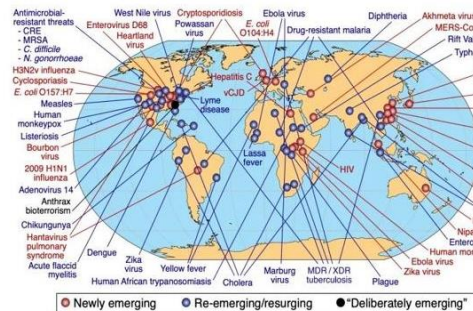 Antimicrobial-
resistant threats
- CRE
- MRSA
- C. difficile
- N. gonorrhoeae
H3N2v influenza
Cyclosporiasis
E. coli O157:H7
Measles
Human
monkeypox
Listeriosis
Bourbon
virus
2009 H1N1
influenza
Adenovirus 14
Anthrax
bioterrorism
Chikungunya
Hantavirus
pulmonary
syndrome
Acute flaccid
myelitis
Enterovirus D68
Heartland
virus
West Nile virus
Powassan
virus
Cryptosporidiosis
E. coli
O104:H4
Ebola virus
Drug-resistant malaria
Diphtheria
Akhmeta virus
MERS-Co
Rift Va
Typh
Hepatitis C
vCJD
Lyme
disease
Lassa
fever
HIV
Dengue
Zika
virus
Yellow fever
Human African trypanosomiasis
Cholera
Marburg
virus
MDR / XDR
tuberculosis
Plague
Nipa
Enterov
Human mon
Ebola virus
Zika virus
Newly emerging
Re-emerging/resurging
"Deliberately emerging"